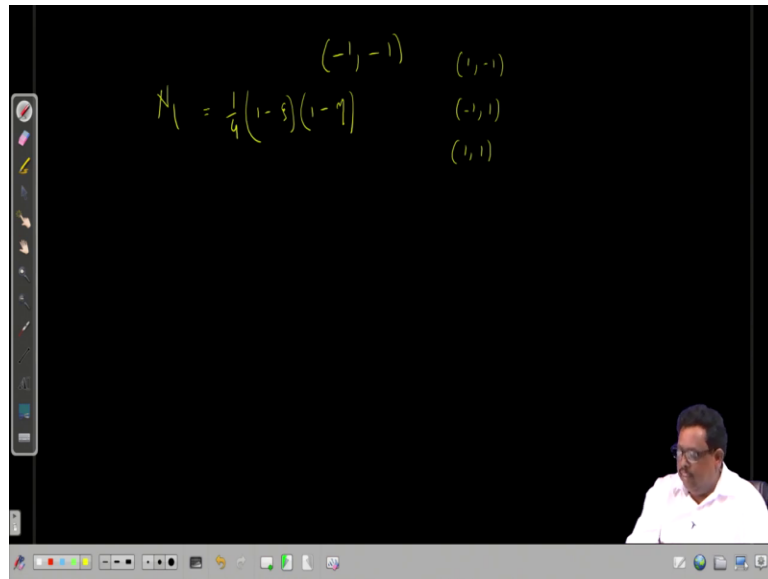 (-1, -1)
(1, -1)
N1 = 1/4 (1 - ξ)(1 - η)
(-1, 1)
(1, 1)